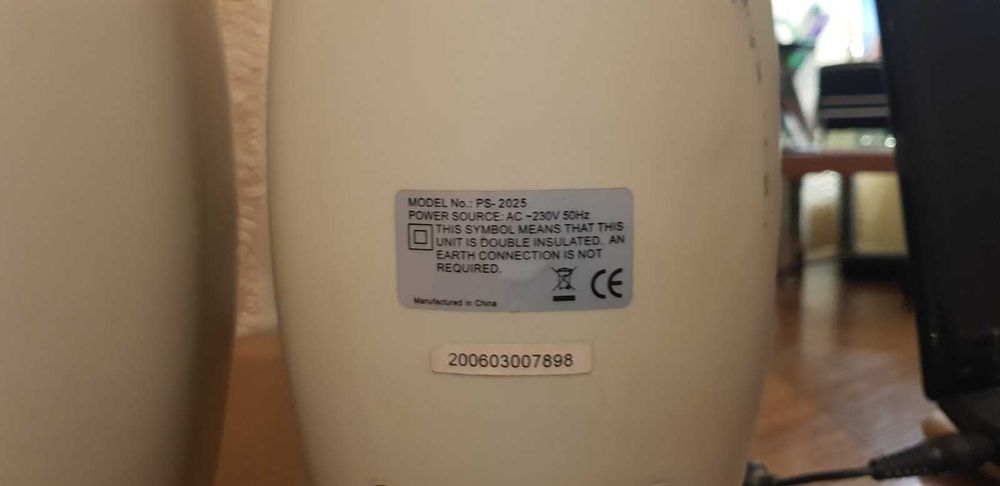 MODEL No.: PS- 2025
POWER SOURCE: AC ~230V 50Hz
THIS SYMBOL MEANS THAT THIS
UNIT IS DOUBLE INSULATED. AN
EARTH CONNECTION IS NOT
REQUIRED.
CE
Manufactured in China
200603007898